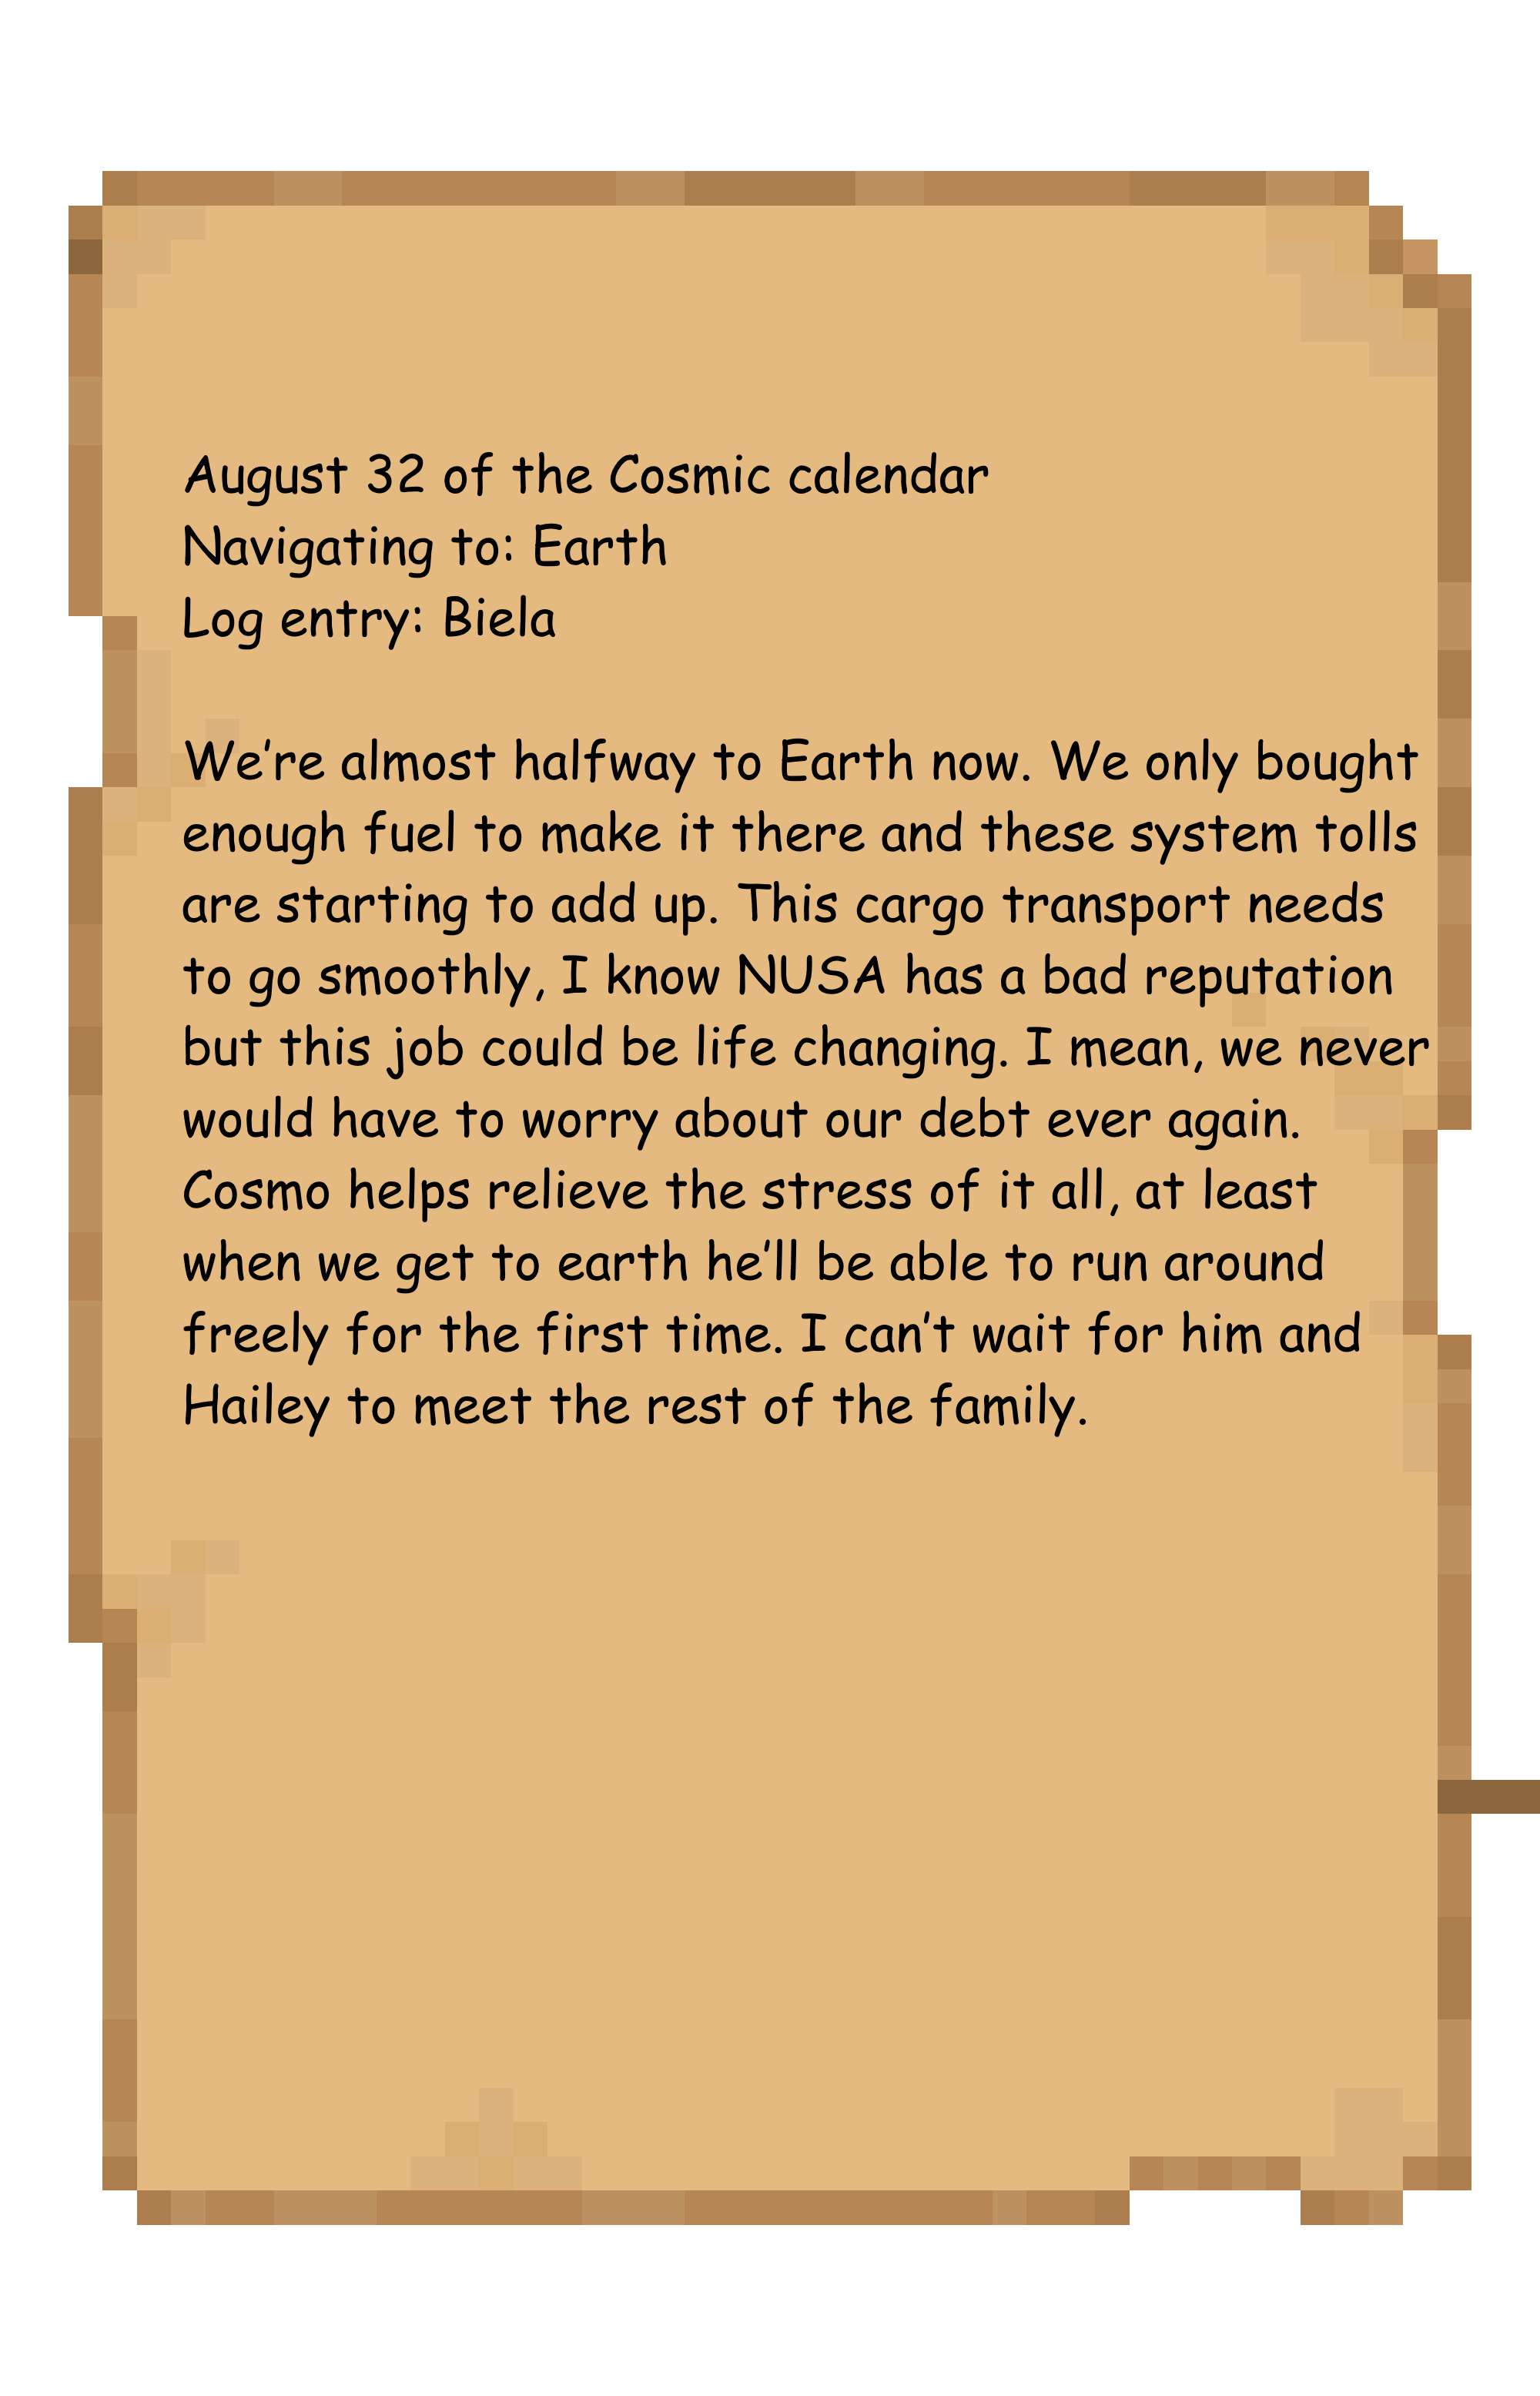 August 32 of the Cosmic calendar
Navigating to: Earth
Log entry: Biela
We're almost halfway to Earth now. We only bought
enough fuel to make it there and these system tolls
are starting to add up. This cargo transport needs
to go smoothly, I know NUSA has a bad reputation
but this job could be life changing. I mean, we never
would have to worry about our debt ever again.
Cosmo helps relieve the stress of it all, at least
when we get to earth he'll be able to run around
freely for the first time. I can't wait for him and
Hailey to meet the rest of the family.